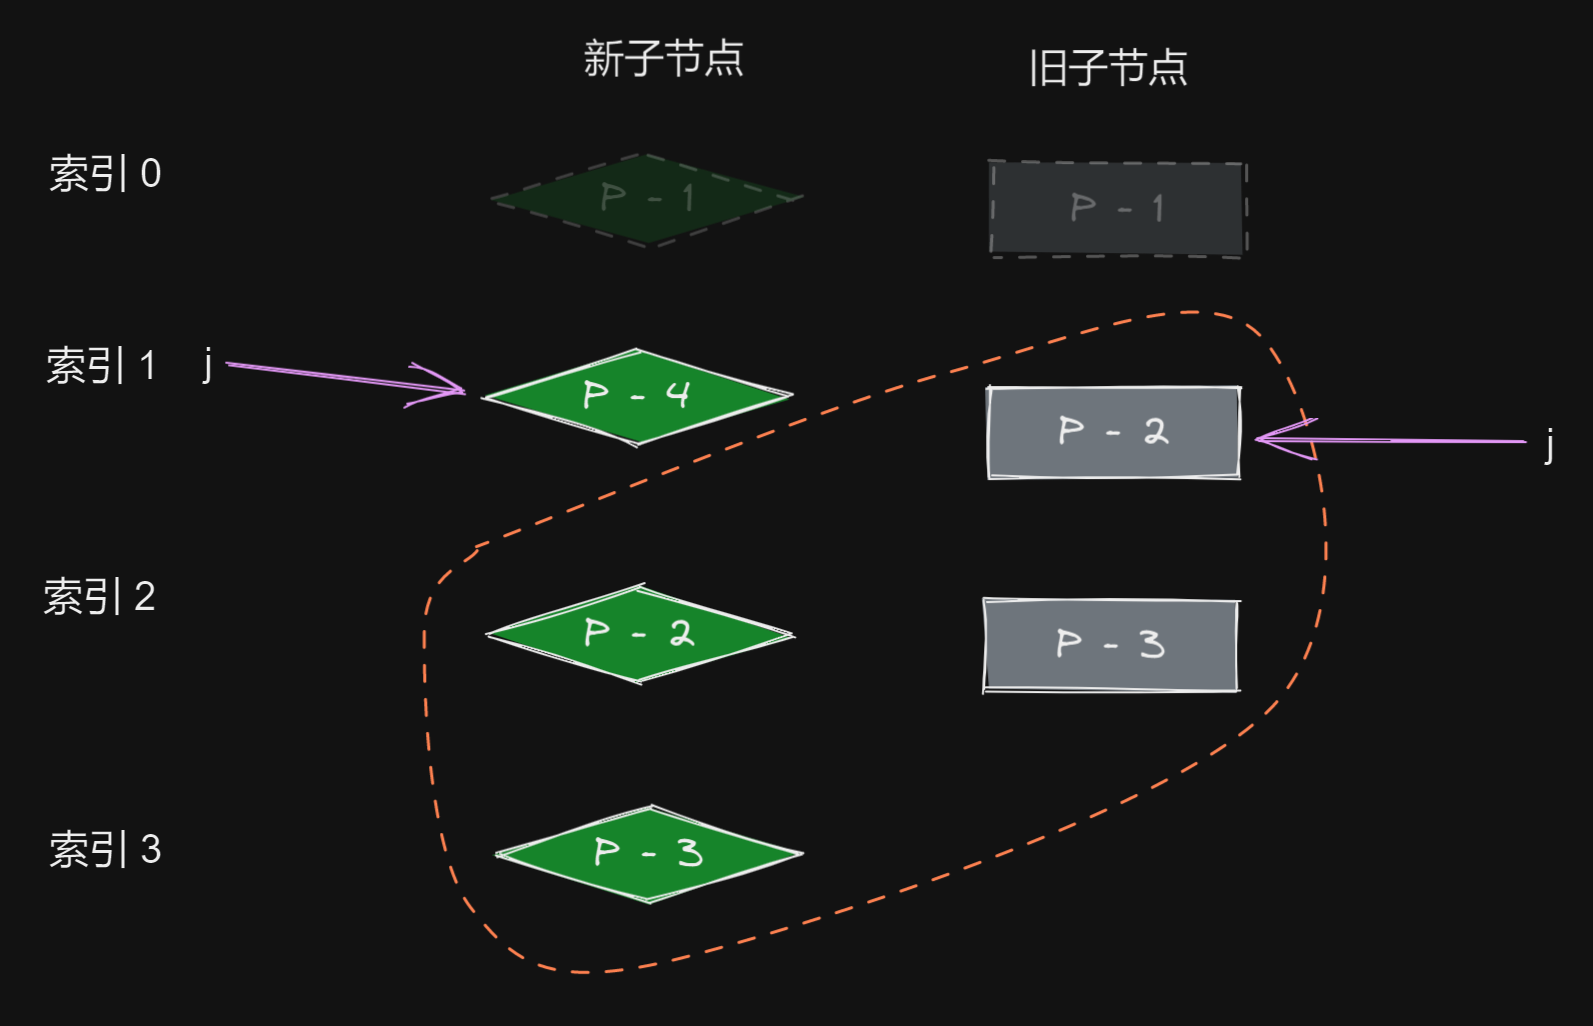 新子节点
旧子节点
索引 0
P - 1
P - 1
索引 1
j
P - 4
P - 2
j
索引 2
P - 2
P - 3
索引 3
P - 3